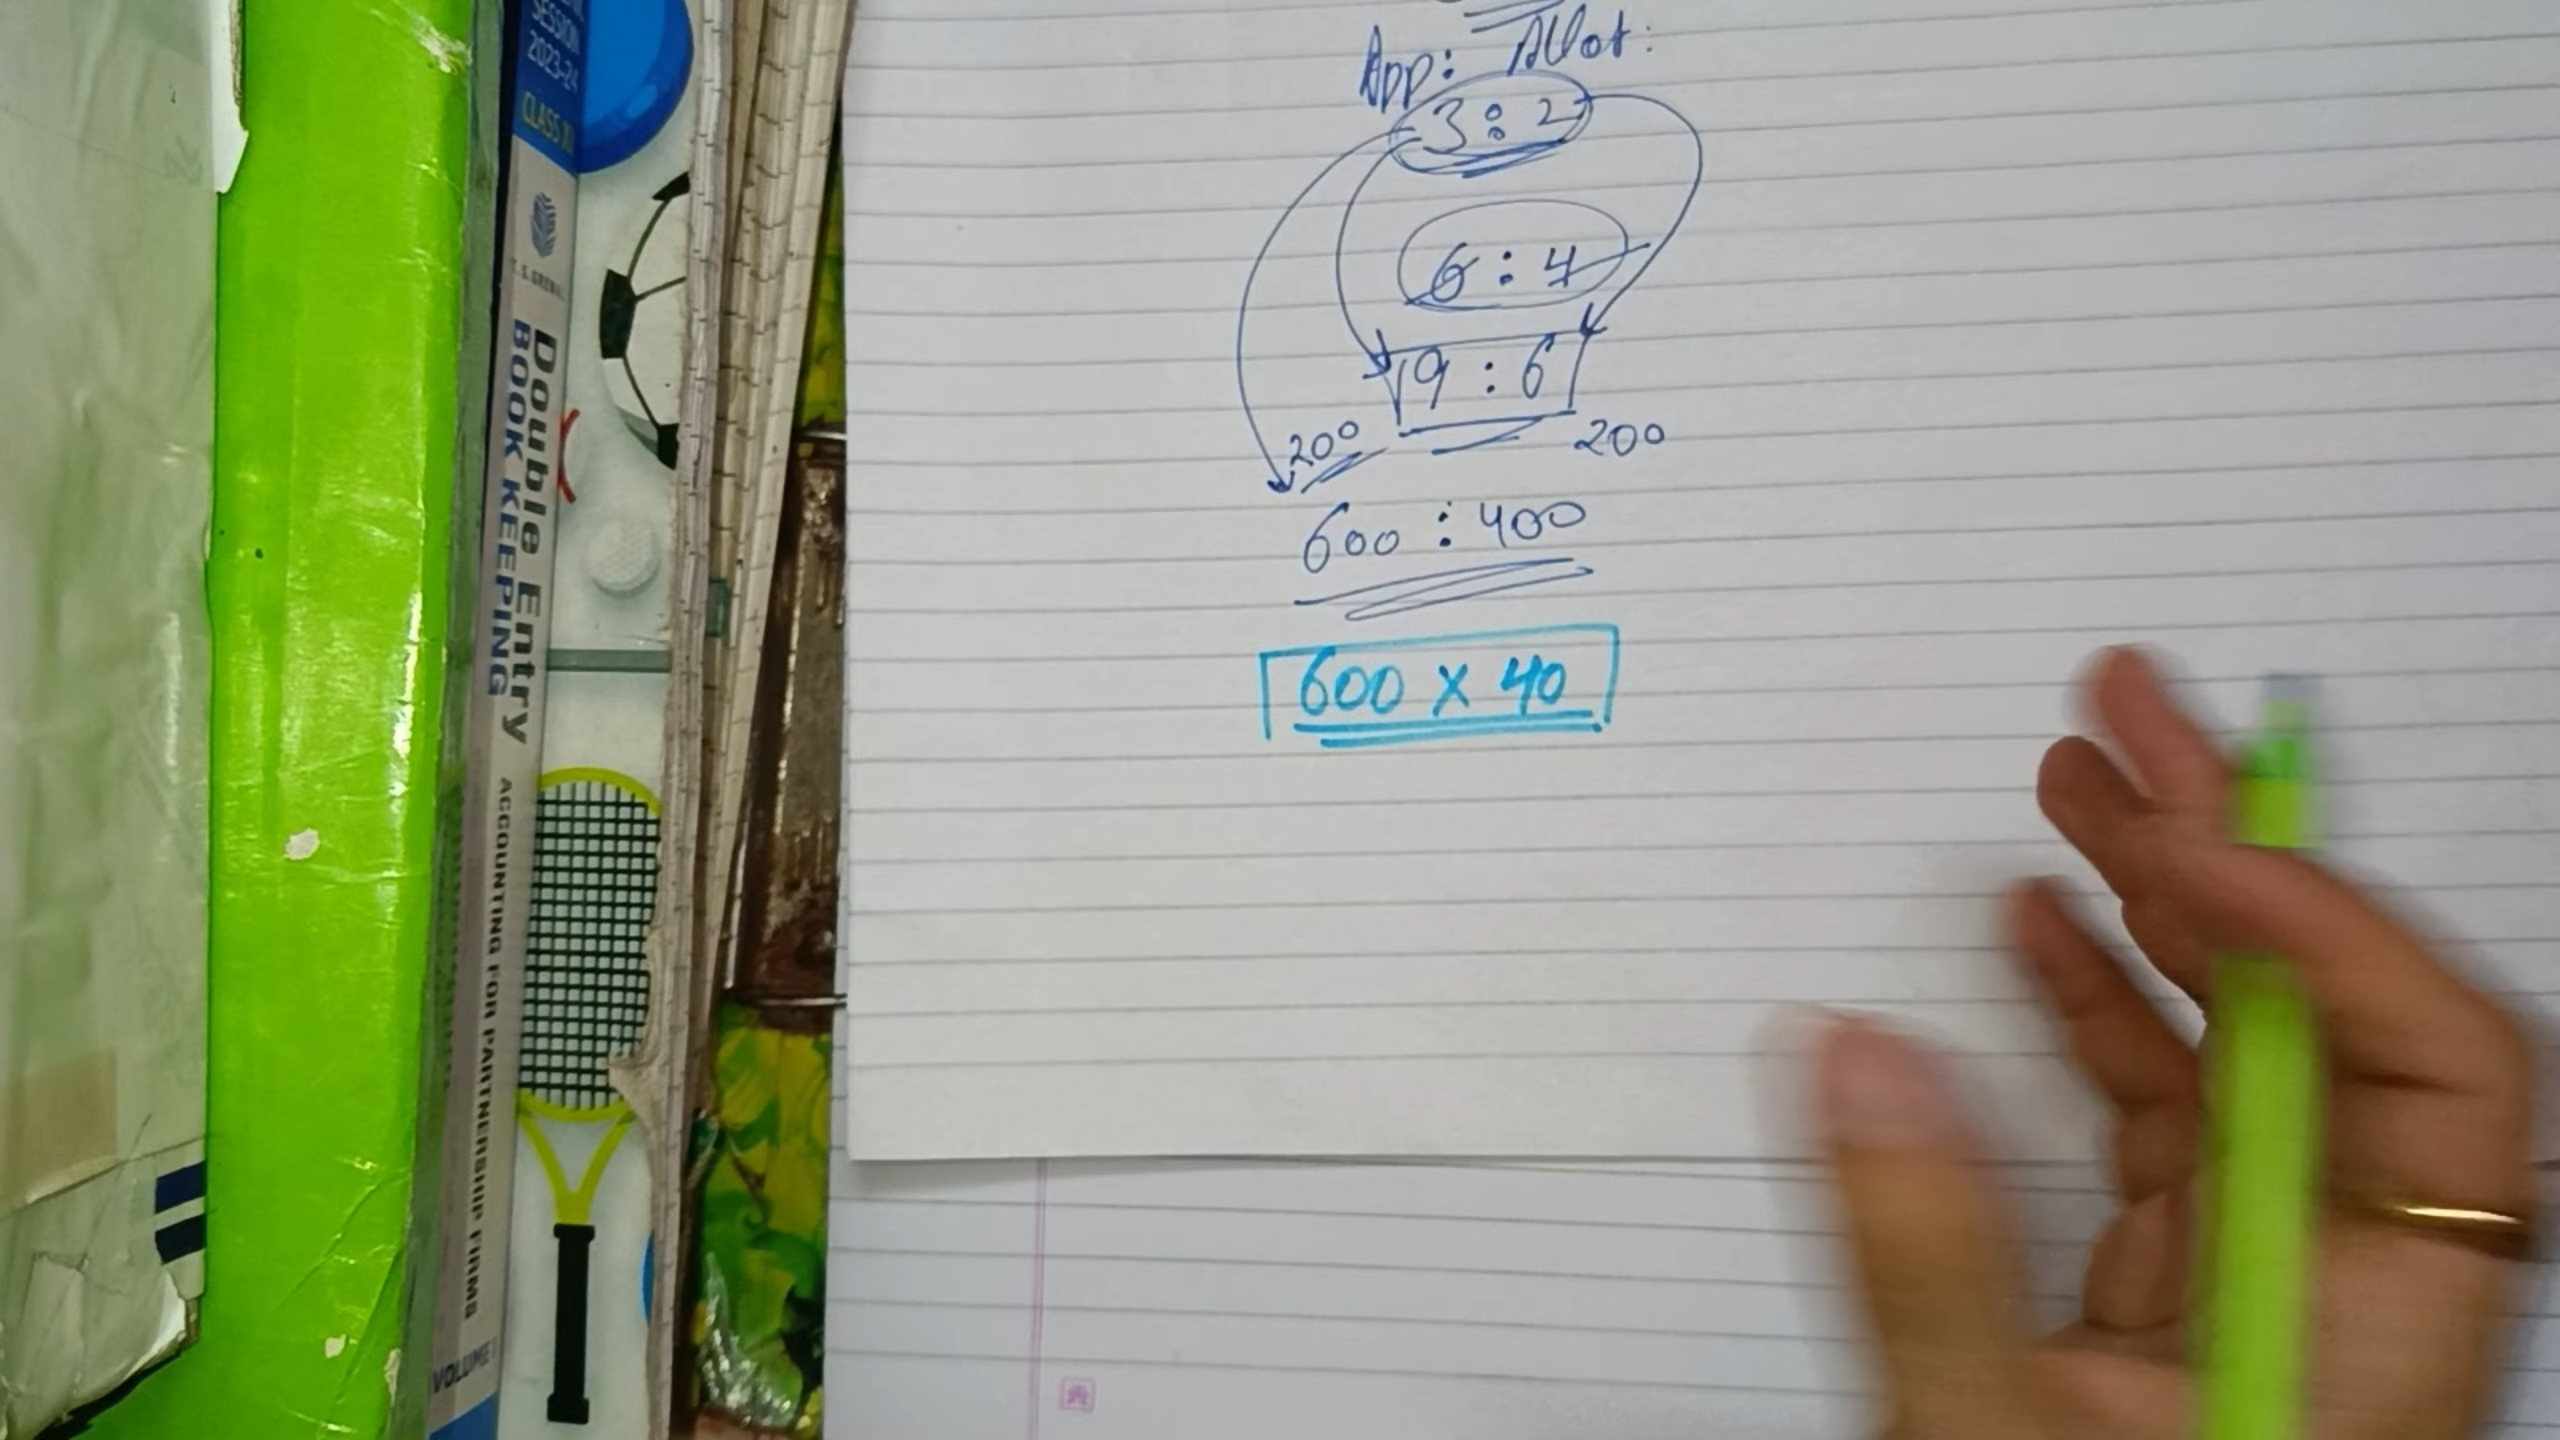 App: Allot:
3 : 2
6 : 4
9 : 6
200 200
600 : 400
600 x 40
SESSION
2023-24
CLASS XI
T. S. GREWAL
Double Entry
BOOK KEEPING
ACCOUNTING FOR PARTNERSHIP FIRMS
VOLUME I